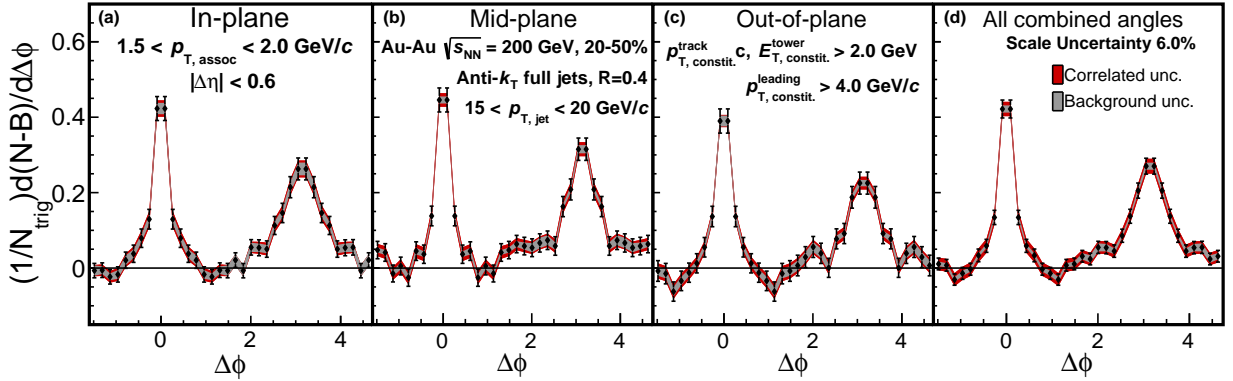 (a) In-plane
1.5 < p_T, assoc < 2.0 GeV/c
|Δη| < 0.6
(b) Mid-plane
Au-Au √s_NN = 200 GeV, 20-50%
Anti-k_T full jets, R=0.4
15 < p_T, jet < 20 GeV/c
(c) Out-of-plane
p_T, constit.^track c, E_T, constit.^tower > 2.0 GeV
p_T, constit.^leading > 4.0 GeV/c
(d) All combined angles
Scale Uncertainty 6.0%
Correlated unc.
Background unc.
(1/N_trig)d(N-B)/dΔϕ
0.6
0.4
0.2
0
0 2 4
0 2 4
0 2 4
0 2 4
Δϕ
Δϕ
Δϕ
Δϕ